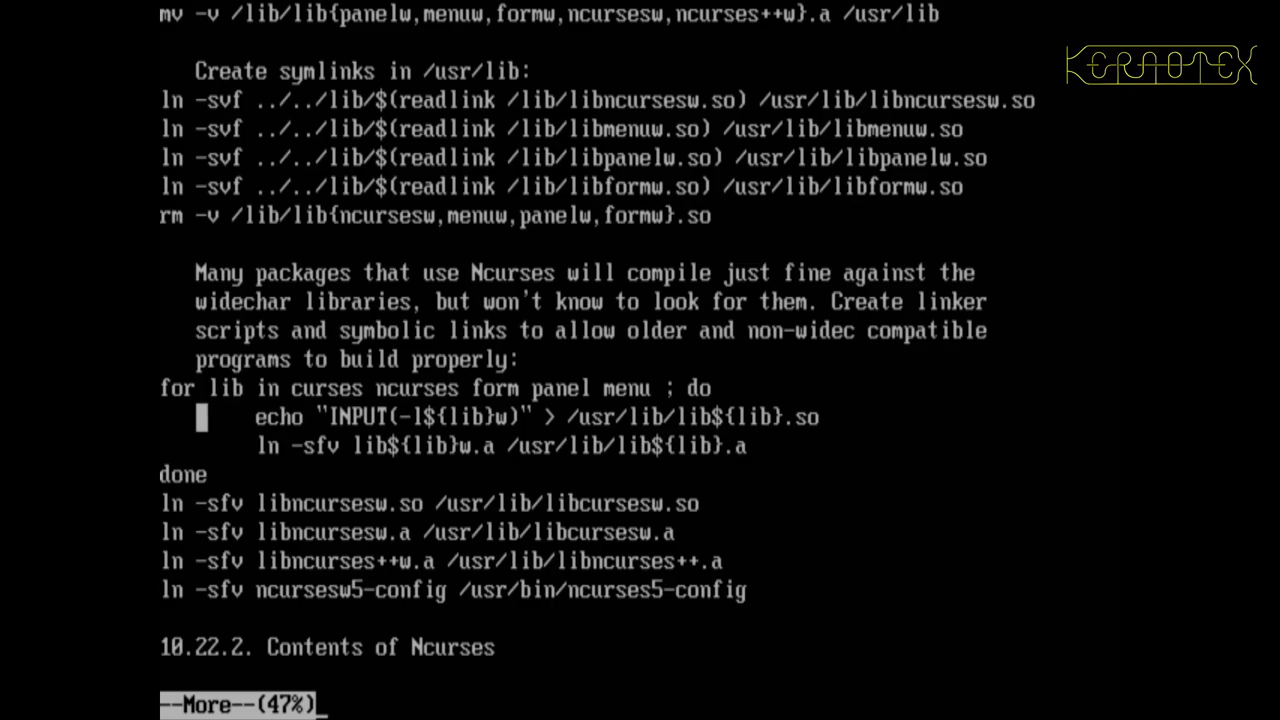 mv -v /lib/lib{panelw,menuw,formw,ncursesw,ncurses++w}.a /usr/lib
KERNOTEX
Create symlinks in /usr/lib:
ln -svf ../../lib/$(readlink /lib/libncursesw.so) /usr/lib/libncursesw.so
ln -svf ../../lib/$(readlink /lib/libmenuw.so) /usr/lib/libmenuw.so
ln -svf ../../lib/$(readlink /lib/libpanelw.so) /usr/lib/libpanelw.so
ln -svf ../../lib/$(readlink /lib/libformw.so) /usr/lib/libformw.so
rm -v /lib/lib{ncursesw,menuw,panelw,formw}.so
Many packages that use Ncurses will compile just fine against the
widechar libraries, but won't know to look for them. Create linker
scripts and symbolic links to allow older and non-widec compatible
programs to build properly:
for lib in curses ncurses form panel menu ; do
echo "INPUT(-l${lib}w)" > /usr/lib/lib${lib}.so
ln -sfv lib${lib}w.a /usr/lib/lib${lib}.a
done
ln -sfv libncursesw.so /usr/lib/libcursesw.so
ln -sfv libncursesw.a /usr/lib/libcursesw.a
ln -sfv libncurses++w.a /usr/lib/libncurses++.a
ln -sfv ncursesw5-config /usr/bin/ncurses5-config
10.22.2. Contents of Ncurses
--More--(47%)